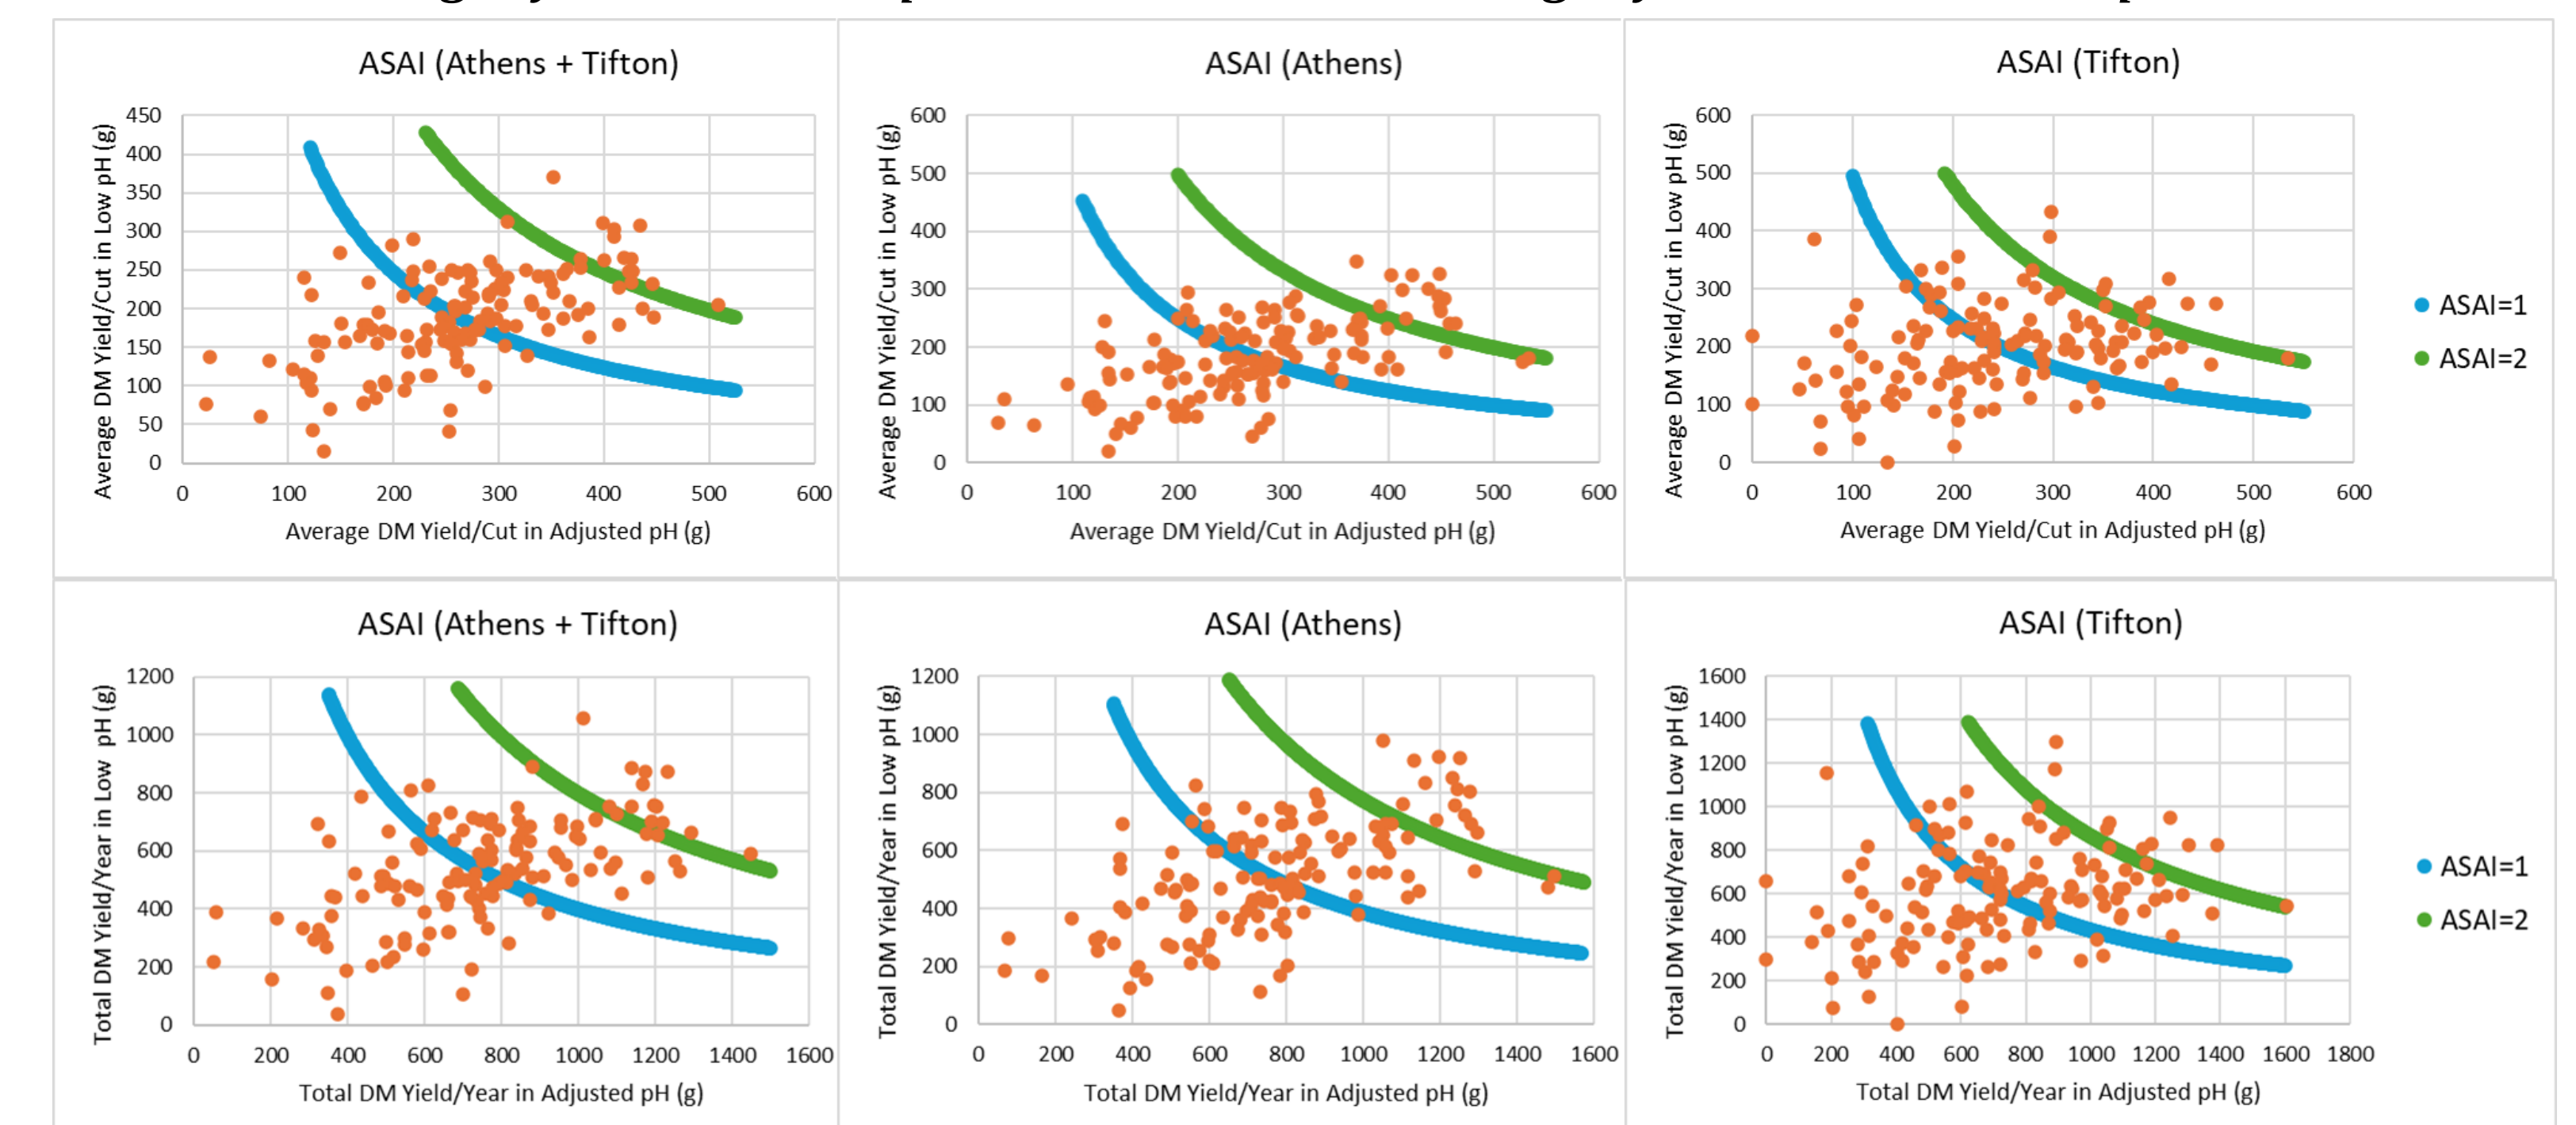 ASAI (Athens + Tifton)
Average DM Yield/Cut in Low pH (g)
450
400
350
300
250
200
150
100
50
0
0 100 200 300 400 500 600
Average DM Yield/Cut in Adjusted pH (g)
ASAI (Athens)
Average DM Yield/Cut in Low pH (g)
600
500
400
300
200
100
0
0 100 200 300 400 500 600
Average DM Yield/Cut in Adjusted pH (g)
ASAI (Tifton)
Average DM Yield/Cut in Low pH (g)
600
500
400
300
200
100
0
0 100 200 300 400 500 600
Average DM Yield/Cut in Adjusted pH (g)
ASAI=1
ASAI=2
ASAI (Athens + Tifton)
Total DM Yield/Year in Low pH (g)
1200
1000
800
600
400
200
0
0 200 400 600 800 1000 1200 1400 1600
Total DM Yield/Year in Adjusted pH (g)
ASAI (Athens)
Total DM Yield/Year in Low pH (g)
1200
1000
800
600
400
200
0
0 200 400 600 800 1000 1200 1400 1600
Total DM Yield/Year in Adjusted pH (g)
ASAI (Tifton)
Total DM Yield/Year in Low pH (g)
1600
1400
1200
1000
800
600
400
200
0
0 200 400 600 800 1000 1200 1400 1600 1800
Total DM Yield/Year in Adjusted pH (g)
ASAI=1
ASAI=2